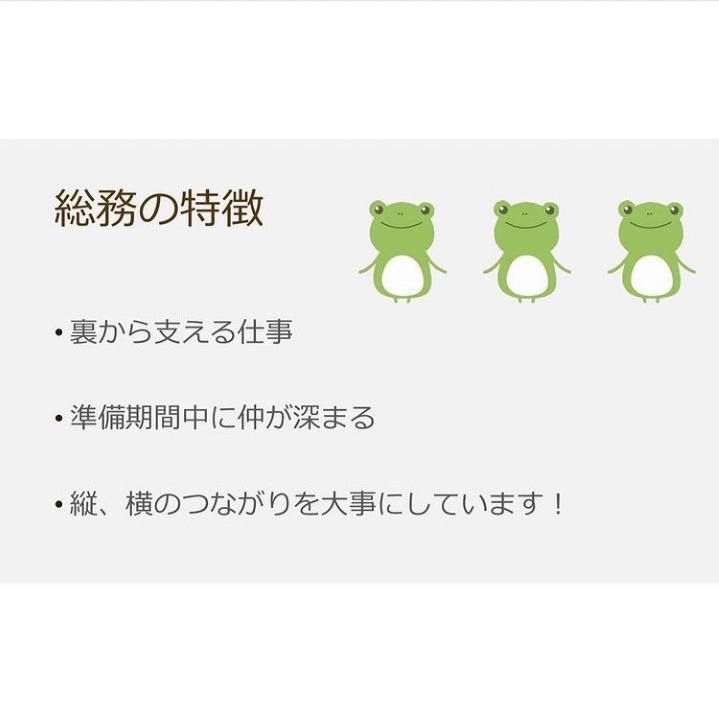 総務の特徴
• 裏から支える仕事
• 準備期間中に仲が深まる
• 縦、横のつながりを大事にしています！